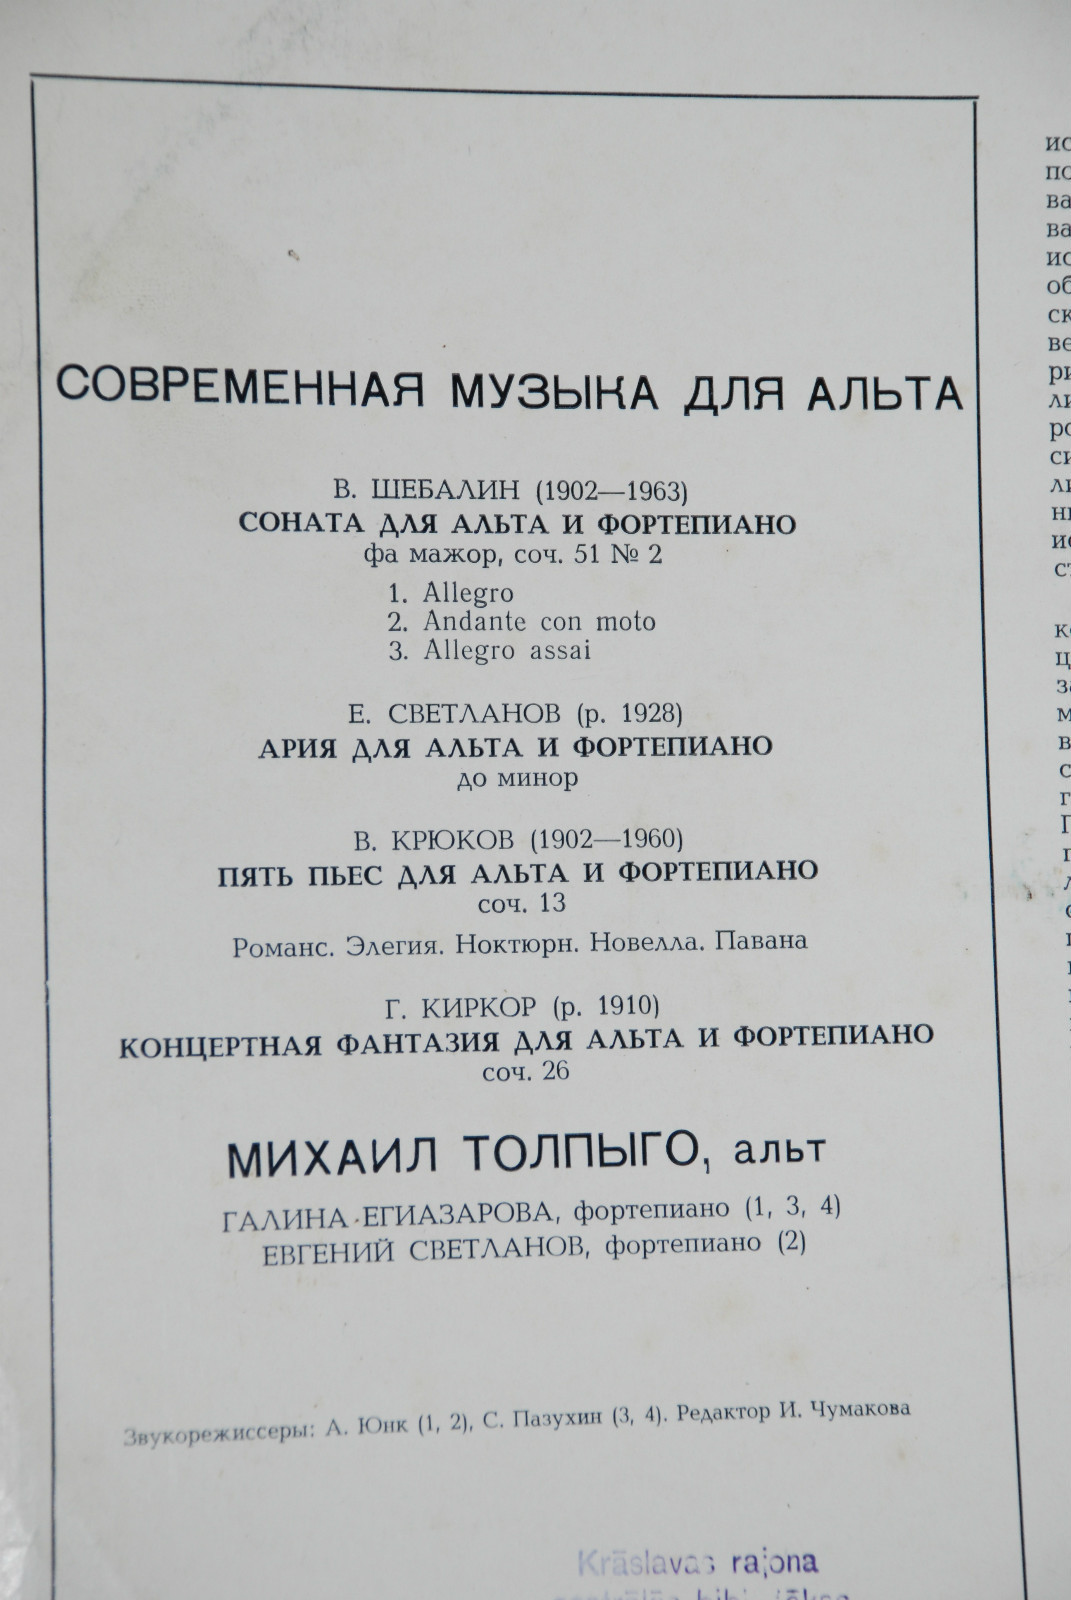 СОВРЕМЕННАЯ МУЗЫКА ДЛЯ АЛЬТА
В. ШЕБАЛИН (1902—1963)
СОНАТА ДЛЯ АЛЬТА И ФОРТЕПИАНО
фа мажор, соч. 51 № 2
1. Allegro
2. Andante con moto
3. Allegro assai
Е. СВЕТЛАНОВ (р. 1928)
АРИЯ ДЛЯ АЛЬТА И ФОРТЕПИАНО
до минор
В. КРЮКОВ (1902—1960)
ПЯТЬ ПЬЕС ДЛЯ АЛЬТА И ФОРТЕПИАНО
соч. 13
Романс. Элегия. Ноктюрн. Новелла. Павана
Г. КИРКОР (р. 1910)
КОНЦЕРТНАЯ ФАНТАЗИЯ ДЛЯ АЛЬТА И ФОРТЕПИАНО
соч. 26
МИХАИЛ ТОЛПЫГО, альт
ГАЛИНА ЕГИАЗАРОВА, фортепиано (1, 3, 4)
ЕВГЕНИЙ СВЕТЛАНОВ, фортепиано (2)
Звукорежиссеры: А. Юнк (1, 2), С. Пазухин (3, 4). Редактор И. Чумакова
Krāslavas rajona